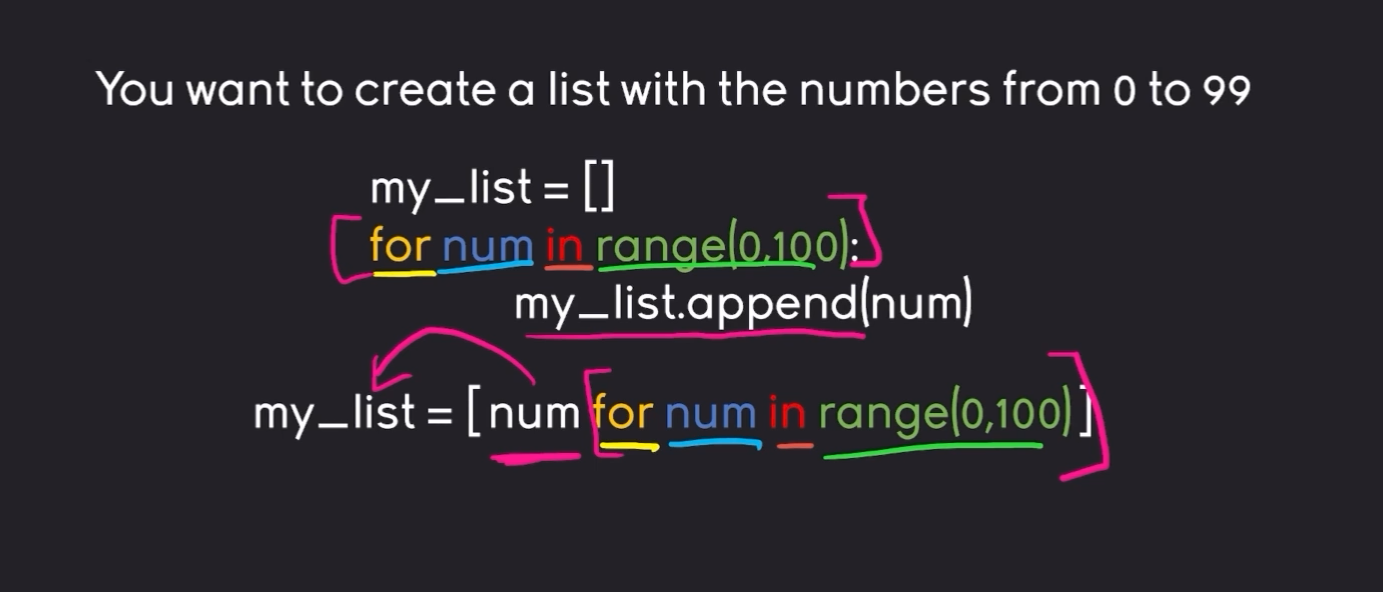 You want to create a list with the numbers from 0 to 99
my_list = []
for num in range(0,100):
my_list.append(num)
my_list = [ num for num in range(0,100) ]